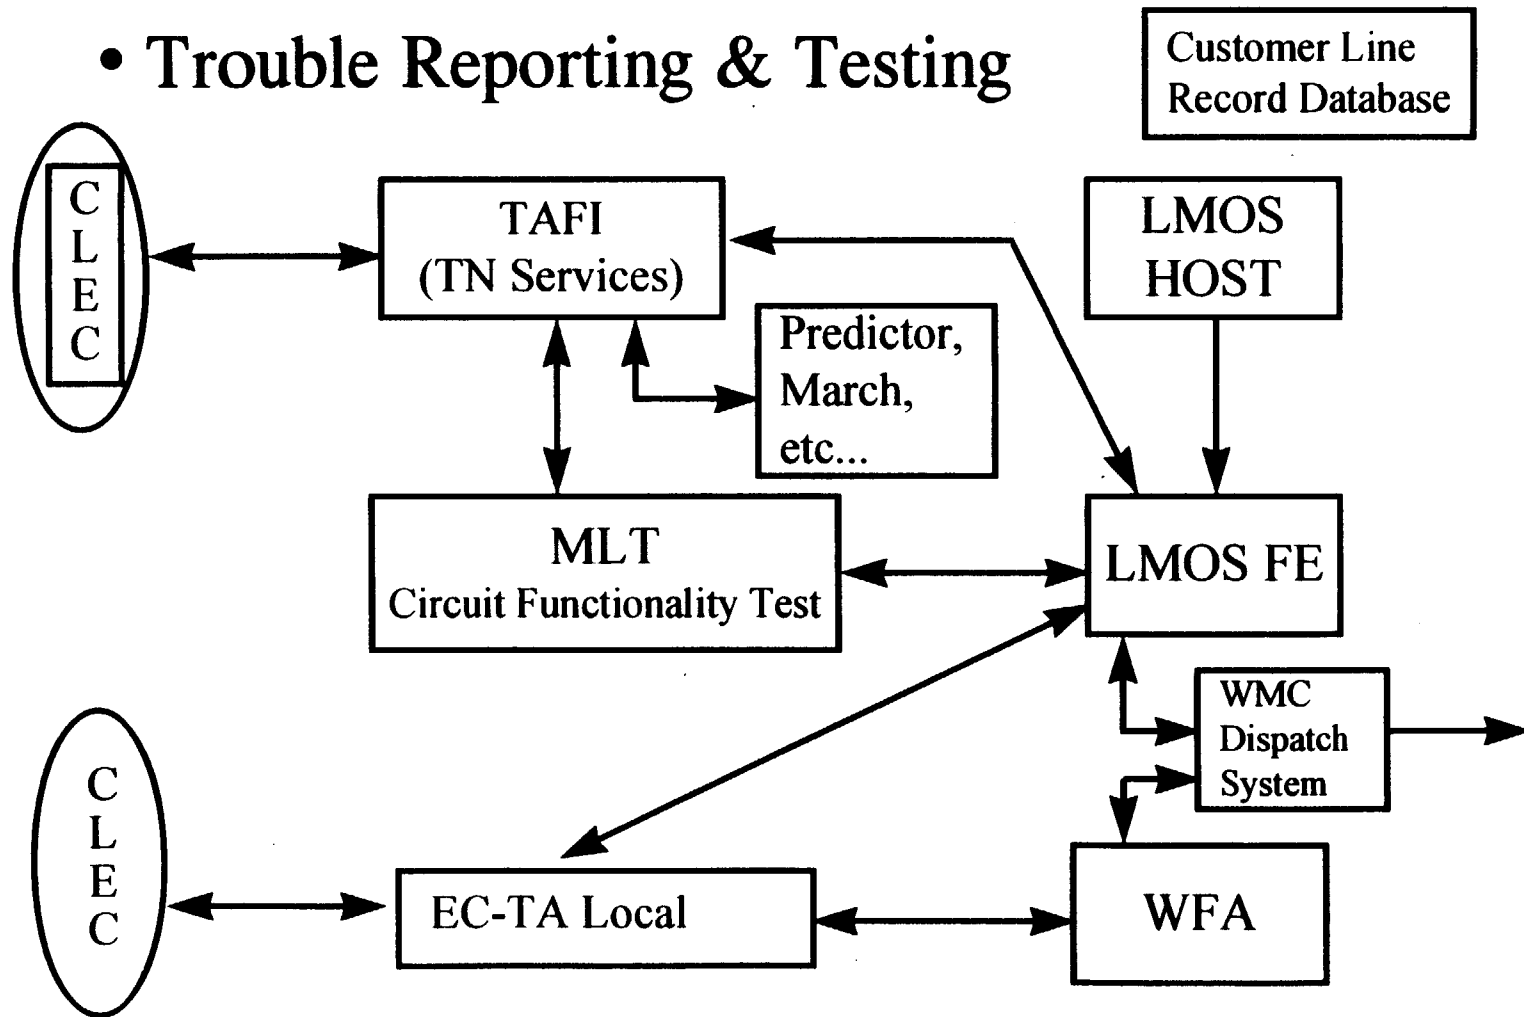 • Trouble Reporting & Testing
Customer Line
Record Database
C
L
E
C
TAFI
(TN Services)
LMOS
HOST
Predictor,
March,
etc...
MLT
Circuit Functionality Test
LMOS FE
WMC
Dispatch
System
C
L
E
C
EC-TA Local
WFA